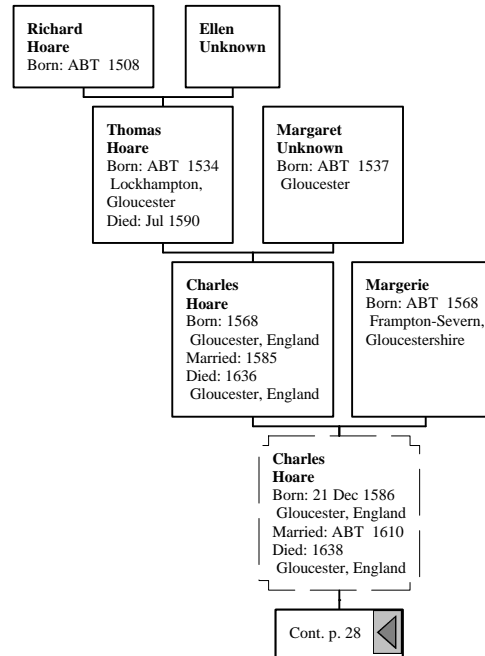 Richard
Hoare
Born: ABT 1508
Ellen
Unknown
Thomas
Hoare
Born: ABT 1534
Lockhampton,
Gloucester
Died: Jul 1590
Margaret
Unknown
Born: ABT 1537
Gloucester
Charles
Hoare
Born: 1568
Gloucester, England
Married: 1585
Died: 1636
Gloucester, England
Margerie
Born: ABT 1568
Frampton-Severn,
Gloucestershire
Charles
Hoare
Born: 21 Dec 1586
Gloucester, England
Married: ABT 1610
Died: 1638
Gloucester, England
Cont. p. 28